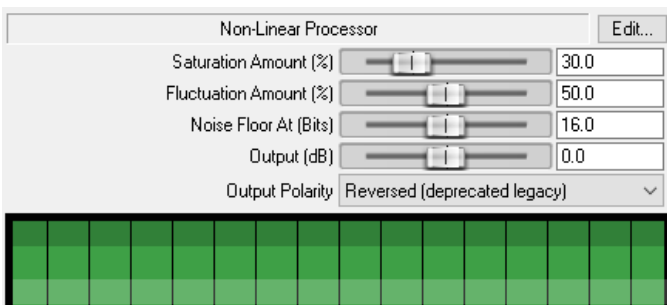 Non-Linear Processor Edit...
Saturation Amount (%) 30.0
Fluctuation Amount (%) 50.0
Noise Floor At (Bits) 16.0
Output (dB) 0.0
Output Polarity Reversed (deprecated legacy)